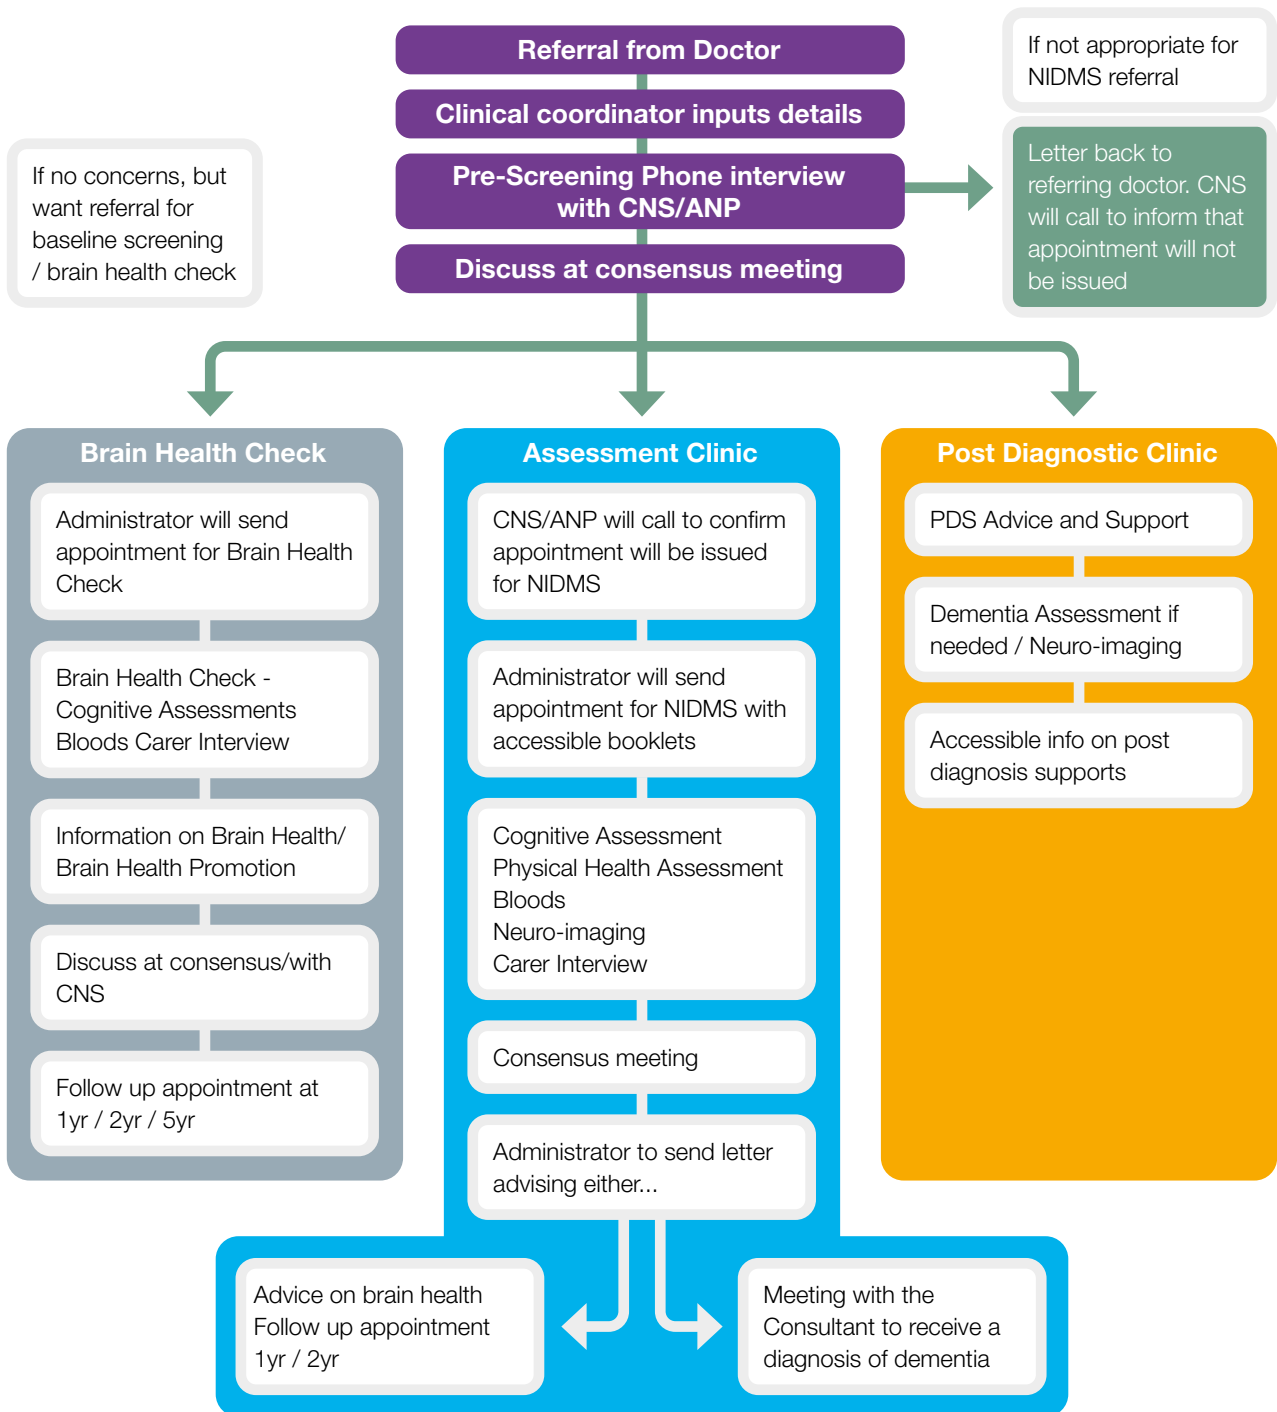 Referral from Doctor
Clinical coordinator inputs details
Pre-Screening Phone interview
with CNS/ANP
Discuss at consensus meeting
If not appropriate for
NIDMS referral
Letter back to
referring doctor. CNS
will call to inform that
appointment will not
be issued
If no concerns, but
want referral for
baseline screening
/ brain health check
Brain Health Check
Administrator will send
appointment for Brain Health
Check
Brain Health Check -
Cognitive Assessments
Bloods Carer Interview
Information on Brain Health/
Brain Health Promotion
Discuss at consensus/with
CNS
Follow up appointment at
1yr / 2yr / 5yr
Assessment Clinic
CNS/ANP will call to confirm
appointment will be issued
for NIDMS
Administrator will send
appointment for NIDMS with
accessible booklets
Cognitive Assessment
Physical Health Assessment
Bloods
Neuro-imaging
Carer Interview
Consensus meeting
Administrator to send letter
advising either...
Advice on brain health
Follow up appointment
1yr / 2yr
Meeting with the
Consultant to receive a
diagnosis of dementia
Post Diagnostic Clinic
PDS Advice and Support
Dementia Assessment if
needed / Neuro-imaging
Accessible info on post
diagnosis supports